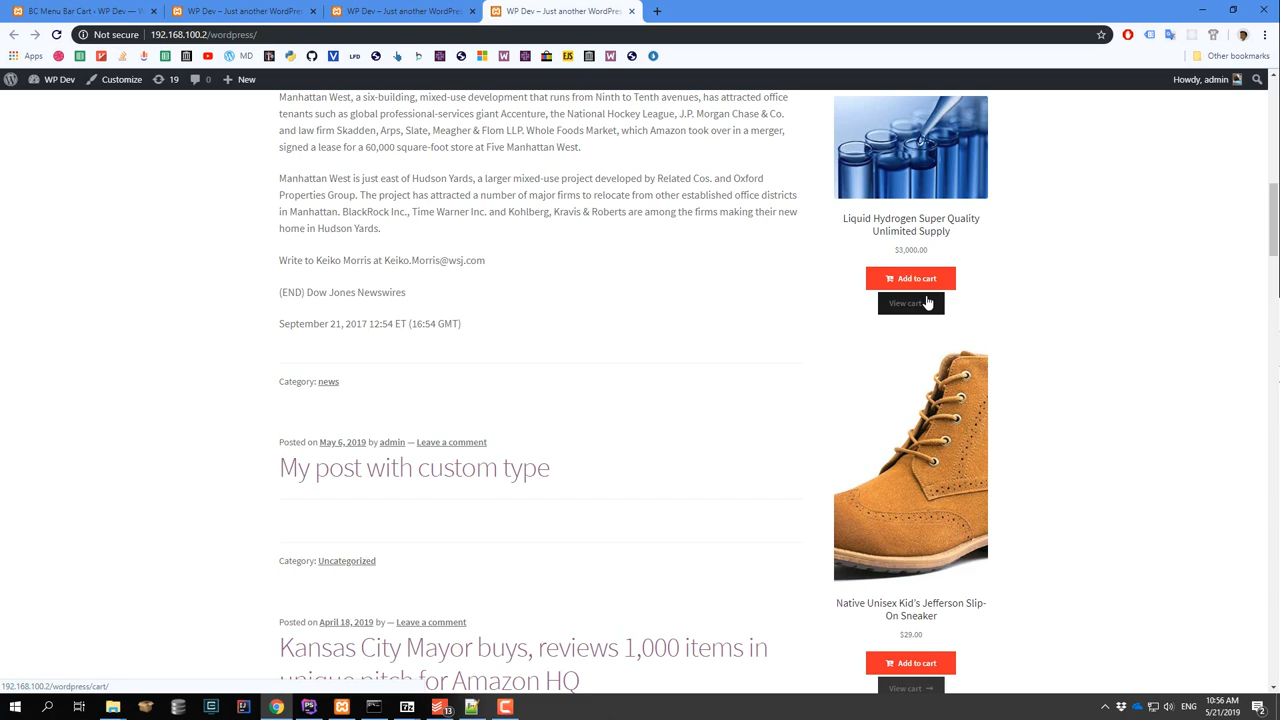 BC Menu Bar Cart - WP Dev — W
WP Dev – Just another WordPress
WP Dev – Just another WordPress
Not secure
192.168.100.2/wordpress/
Apps
LFD
MD
EJS
Other bookmarks
WP Dev
Customize
19
0
New
Howdy, admin
Manhattan West, a six-building, mixed-use development that runs from Ninth to Tenth avenues, has attracted office
tenants such as global professional-services giant Accenture, the National Hockey League, J.P. Morgan Chase & Co.
and law firm Skadden, Arps, Slate, Meagher & Flom LLP. Whole Foods Market, which Amazon took over in a merger,
signed a lease for a 60,000 square-foot store at Five Manhattan West.
Manhattan West is just east of Hudson Yards, a larger mixed-use project developed by Related Cos. and Oxford
Properties Group. The project has attracted a number of major firms to relocate from other established office districts
in Manhattan. BlackRock Inc., Time Warner Inc. and Kohlberg, Kravis & Roberts are among the firms making their new
home in Hudson Yards.
Write to Keiko Morris at Keiko.Morris@wsj.com
(END) Dow Jones Newswires
September 21, 2017 12:54 ET (16:54 GMT)
Category: news
Posted on May 6, 2019 by admin — Leave a comment
My post with custom type
Category: Uncategorized
Posted on April 18, 2019 by — Leave a comment
Kansas City Mayor buys, reviews 1,000 items in
unique pitch for Amazon HQ
Liquid Hydrogen Super Quality
Unlimited Supply
$3,000.00
Add to cart
View cart
Native Unisex Kid's Jefferson Slip-
On Sneaker
$29.00
Add to cart
View cart →
192.168.100.2/wordpress/cart/
ENG
10:56 AM
5/21/2019
2